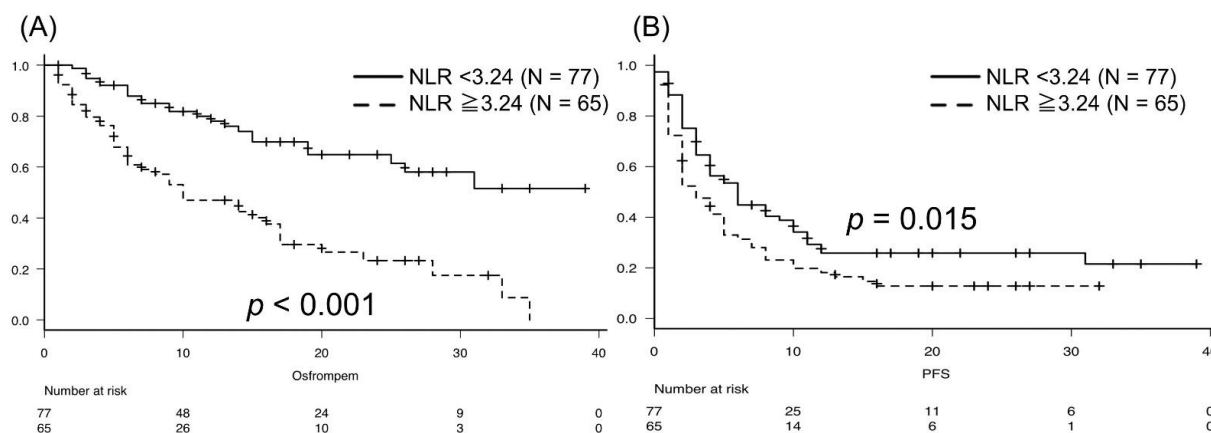 (A)
1.0
0.8
0.6
0.4
0.2
0.0
NLR <3.24 (N = 77)
NLR ≧3.24 (N = 65)
p < 0.001
0 10 20 30 40
Osfrompem
Number at risk
77 48 24 9 0
65 26 10 3 0
(B)
1.0
0.8
0.6
0.4
0.2
0.0
NLR <3.24 (N = 77)
NLR ≧3.24 (N = 65)
p = 0.015
0 10 20 30 40
PFS
Number at risk
77 25 11 6 0
65 14 6 1 0